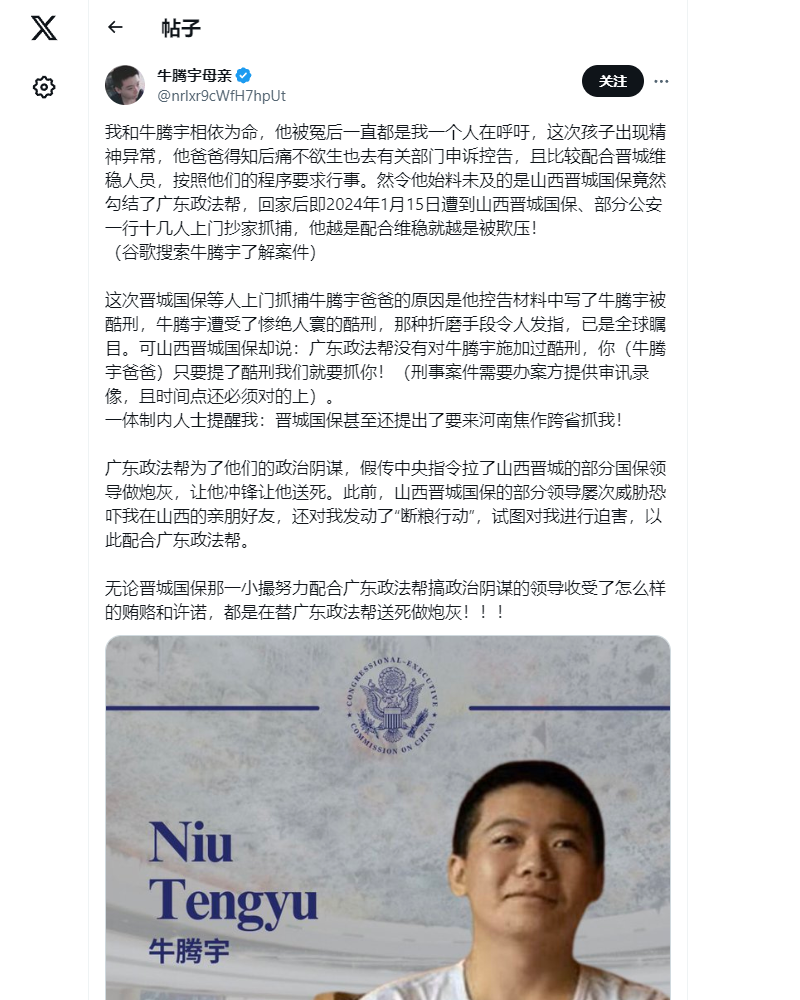 帖子
牛腾宇母亲
@nrlxr9cWfH7hpUt
关注
我和牛腾宇相依为命，他被冤后一直都是我一个人在呼吁，这次孩子出现精
神异常，他爸爸得知后痛不欲生也去有关部门申诉控告，且比较配合晋城维
稳人员，按照他们的程序要求行事。然令他始料未及的是山西晋城国保竟然
勾结了广东政法帮，回家后即2024年1月15日遭到山西晋城国保、部分公安
一行十几人上门抄家抓捕，他越是配合维稳就越是被欺压！
（谷歌搜索牛腾宇了解案件）
这次晋城国保等人上门抓捕牛腾宇爸爸的原因是他控告材料中写了牛腾宇被
酷刑，牛腾宇遭受了惨绝人寰的酷刑，那种折磨手段令人发指，已是全球瞩
目。可山西晋城国保却说：广东政法帮没有对牛腾宇施加过酷刑，你（牛腾
宇爸爸）只要提了酷刑我们就要抓你！（刑事案件需要办案方提供审讯录
像，且时间点还必须对的上）。
一体制内人士提醒我：晋城国保甚至还提出了要来河南焦作跨省抓我！
广东政法帮为了他们的政治阴谋，假传中央指令拉了山西晋城的部分国保领
导做炮灰，让他冲锋让他送死。此前，山西晋城国保的部分领导屡次威胁恐
吓我在山西的亲朋好友，还对我发动了“断粮行动”，试图对我进行迫害，以
此配合广东政法帮。
无论晋城国保那一小撮努力配合广东政法帮搞政治阴谋的领导收受了怎么样
的贿赂和许诺，都是在替广东政法帮送死做炮灰！！！
CONGRESSIONAL-EXECUTIVE
COMMISSION ON CHINA
Niu
Tengyu
牛腾宇